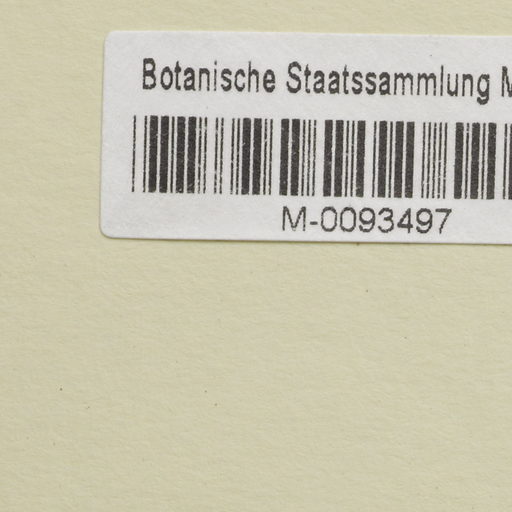 Botanische Staatssammlung M
M-0093497